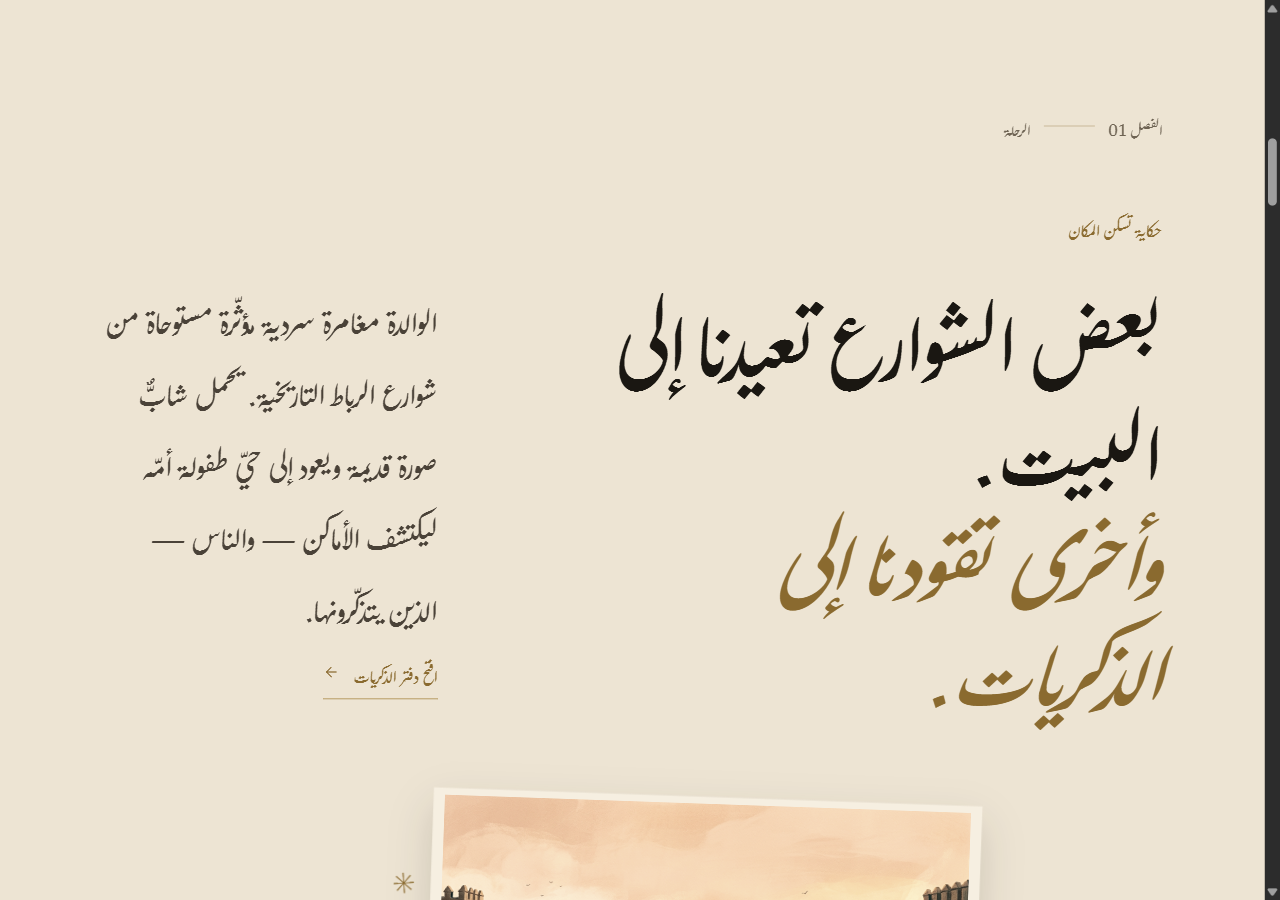 الفصل 01 الرحلة
حكاية تسكن المكان
بعض الشوارع تعيدنا إلى
البيت.
وأخرى تقودنا إلى
الذكريات.
الوالدة مغامرة سردية مؤثّرة مستوحاة من
شوارع الرباط التاريخية. يحمل شابٌّ
صورة قديمة ويعود إلى حيّ طفولة أمّه
ليكتشف الأماكن — والناس —
الذين يتذكّرونها.
افتح دفتر الذكريات ←